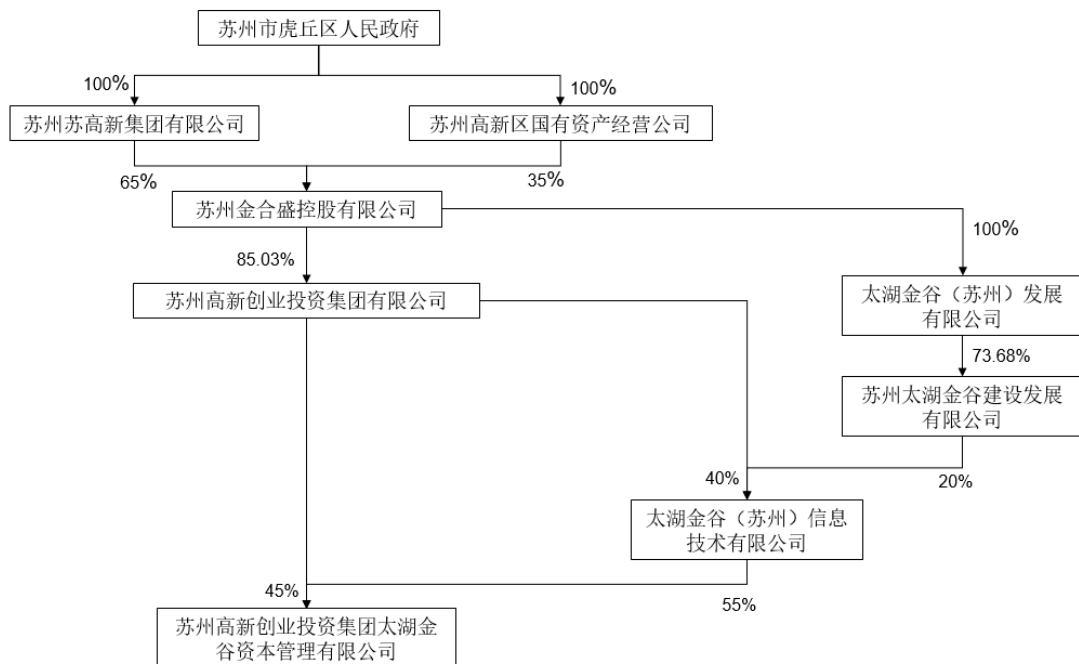 苏州市虎丘区人民政府
100%
100%
苏州苏高新集团有限公司
苏州高新区国有资产经营公司
65%
35%
苏州金合盛控股有限公司
100%
85.03%
苏州高新创业投资集团有限公司
太湖金谷（苏州）发展
有限公司
73.68%
苏州太湖金谷建设发展
有限公司
40%
20%
太湖金谷（苏州）信息
技术有限公司
45%
55%
苏州高新创业投资集团太湖金
谷资本管理有限公司